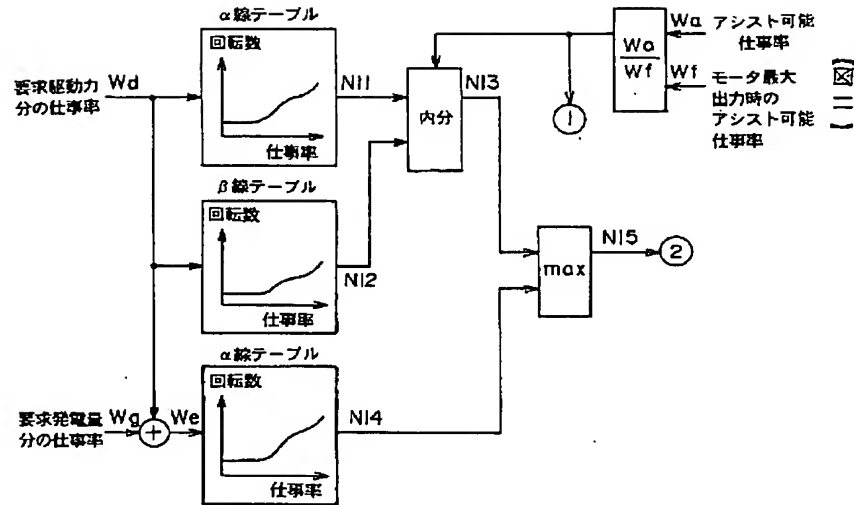 α線テーブル
回転数
仕事率
要求駆動力
分の仕事率
Wd
N11
β線テーブル
回転数
仕事率
N12
α線テーブル
回転数
仕事率
要求発電量
分の仕事率
Wg
+
We
N14
内分
N13
1
Wa
Wf
Wa
アシスト可能
仕事率
Wf
モータ最大
出力時の
アシスト可能
仕事率
max
N15
2
【図11】